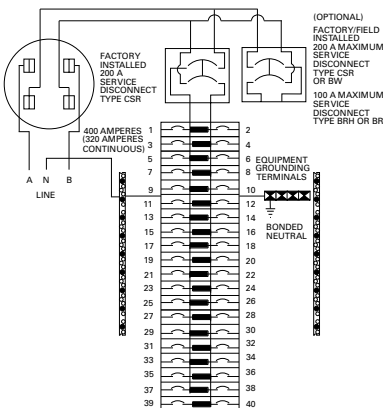 (OPTIONAL)
FACTORY/FIELD
INSTALLED
200 A MAXIMUM
SERVICE
DISCONNECT
TYPE CSR
OR BW
100 A MAXIMUM
SERVICE
DISCONNECT
TYPE BRH OR BR
FACTORY
INSTALLED
200 A
SERVICE
DISCONNECT
TYPE CSR
400 AMPERES
(320 AMPERES
CONTINUOUS)
A N B
LINE
EQUIPMENT
GROUNDING
TERMINALS
BONDED
NEUTRAL
1 2
3 4
5 6
7 8
9 10
11 12
13 14
15 16
17 18
19 20
21 22
23 24
25 26
27 28
29 30
31 32
33 34
35 36
37 38
39 40